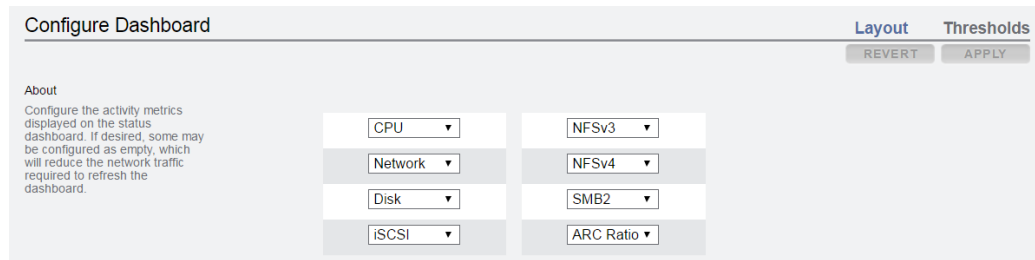 Configure Dashboard
Layout Thresholds
REVERT APPLY
About
Configure the activity metrics
displayed on the status
dashboard. If desired, some may
be configured as empty, which
will reduce the network traffic
required to refresh the
dashboard.
CPU NFSv3
Network NFSv4
Disk SMB2
iSCSI ARC Ratio